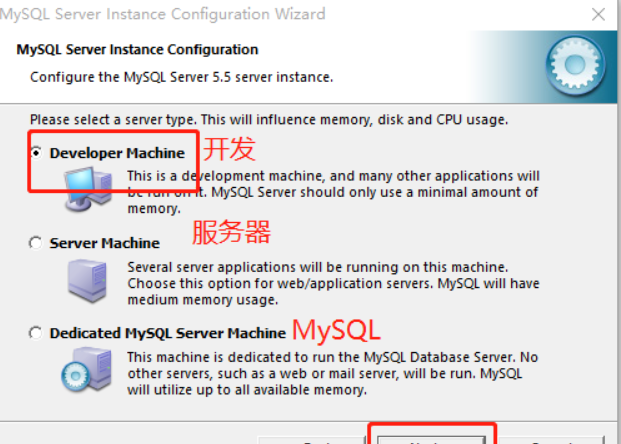 MySQL Server Instance Configuration Wizard
MySQL Server Instance Configuration
Configure the MySQL Server 5.5 server instance.
Please select a server type. This will influence memory, disk and CPU usage.
Developer Machine 开发
This is a development machine, and many other applications will
be run on it. MySQL Server should only use a minimal amount of
memory.
服务器
Server Machine
Several server applications will be running on this machine.
Choose this option for web/application servers. MySQL will have
medium memory usage.
Dedicated MySQL Server Machine MySQL
This machine is dedicated to run the MySQL Database Server. No
other servers, such as a web or mail server, will be run. MySQL
will utilize up to all available memory.